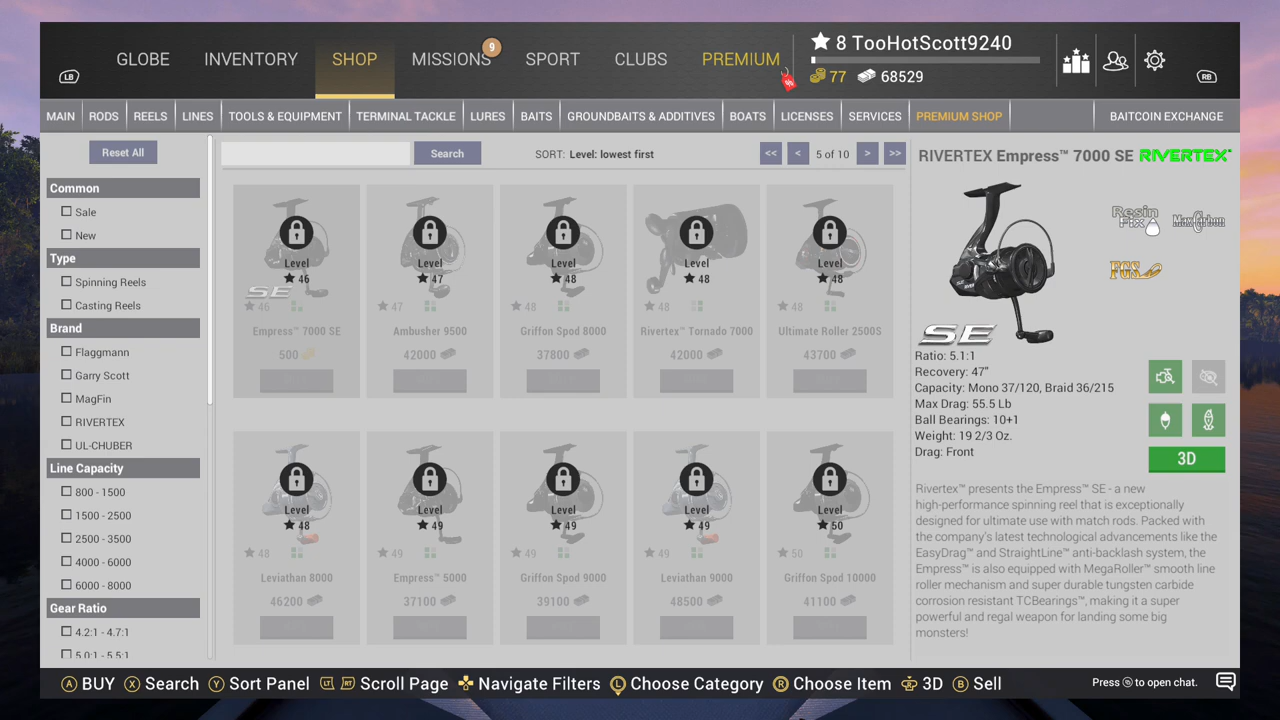 LB
GLOBE
INVENTORY
SHOP
MISSIONS
9
SPORT
CLUBS
PREMIUM
%
8 TooHotScott9240
77
68529
RB
MAIN
RODS
REELS
LINES
TOOLS & EQUIPMENT
TERMINAL TACKLE
LURES
BAITS
GROUNDBAITS & ADDITIVES
BOATS
LICENSES
SERVICES
PREMIUM SHOP
BAITCOIN EXCHANGE
Reset All
Search
SORT: Level: lowest first
<<
<
5 of 10
>
>>
Common
Sale
New
Type
Spinning Reels
Casting Reels
Brand
Flaggmann
Garry Scott
MagFin
RIVERTEX
UL-CHUBER
Line Capacity
800 - 1500
1500 - 2500
2500 - 3500
4000 - 6000
6000 - 8000
Gear Ratio
4.2:1 - 4.7:1
5.0:1 - 5.5:1
Level
46
SE
46
Empress™ 7000 SE
500
Level
47
47
Ambusher 9500
42000
Level
48
48
Griffon Spod 8000
37800
Level
48
48
Rivertex™ Tornado 7000
42000
Level
48
48
Ultimate Roller 2500S
43700
Level
48
48
Leviathan 8000
46200
Level
49
49
Empress™ 5000
37100
Level
49
49
Griffon Spod 9000
39100
Level
49
49
Leviathan 9000
48500
Level
50
50
Griffon Spod 10000
41100
RIVERTEX Empress™ 7000 SE
RIVERTEX
Resin Fix
MaxCarbon
FGS
SE
Ratio: 5.1:1
Recovery: 47"
Capacity: Mono 37/120, Braid 36/215
Max Drag: 55.5 Lb
Ball Bearings: 10+1
Weight: 19 2/3 Oz.
Drag: Front
3D
Rivertex™ presents the Empress™ SE - a new
high-performance spinning reel that is exceptionally
designed for ultimate use with match rods. Packed with
the company's latest technological advancements like the
EasyDrag™ and StraightLine™ anti-backlash system, the
Empress™ is also equipped with MegaRoller™ smooth line
roller mechanism and super durable tungsten carbide
corrosion resistant TCBearings™, making it a super
powerful and regal weapon for landing some big
monsters!
A BUY
X Search
Y Sort Panel
LT RT Scroll Page
Navigate Filters
L Choose Category
R Choose Item
3D
B Sell
Press to open chat.